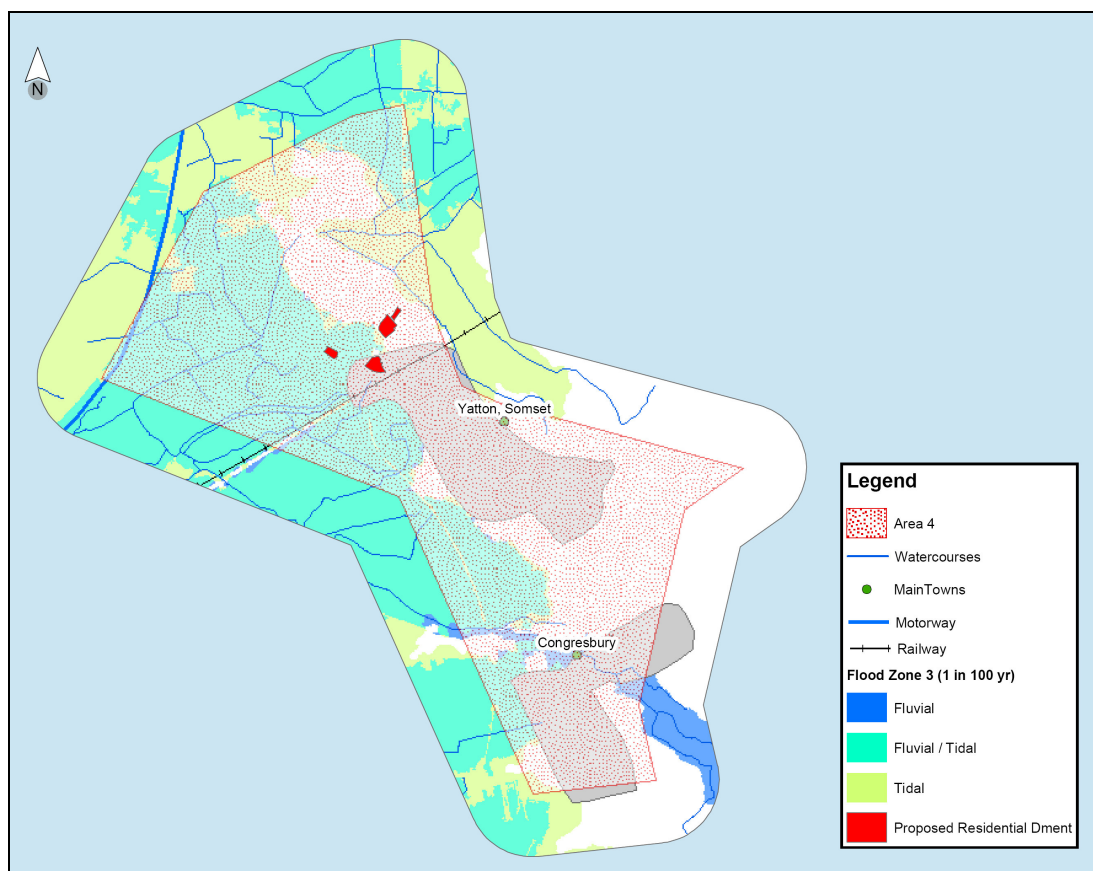 N
Yatton, Somset
Congresbury
Legend
Area 4
Watercourses
MainTowns
Motorway
Railway
Flood Zone 3 (1 in 100 yr)
Fluvial
Fluvial / Tidal
Tidal
Proposed Residential Dment